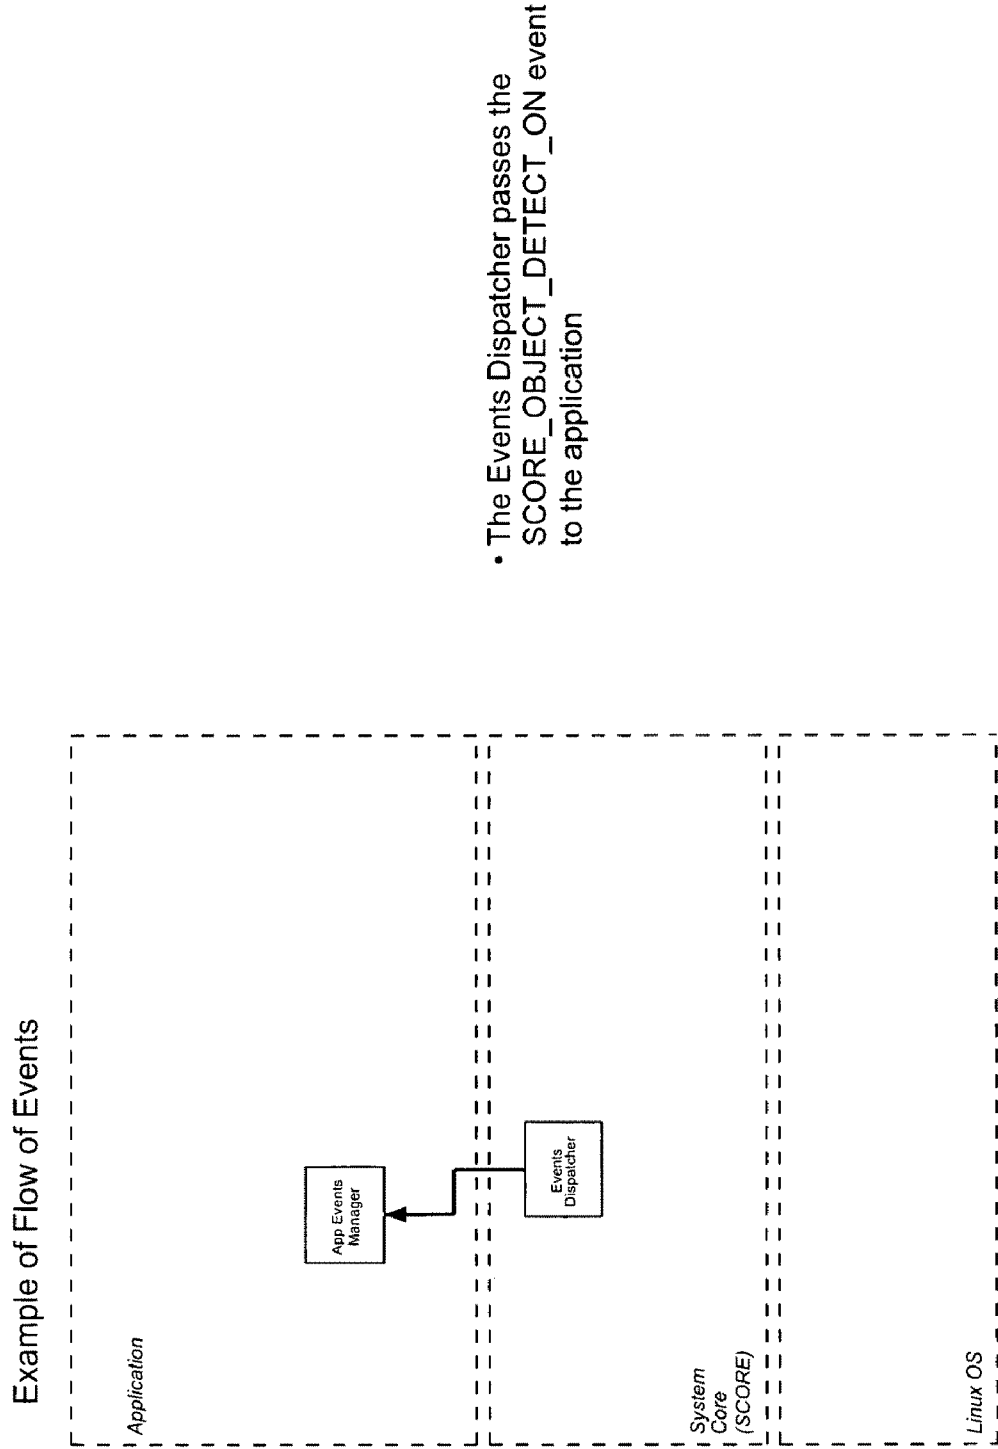 Example of Flow of Events
Application
App Events
Manager
Events
Dispatcher
System
Core
(SCORE)
Linux OS
• The Events Dispatcher passes the
SCORE_OBJECT_DETECT_ON event
to the application